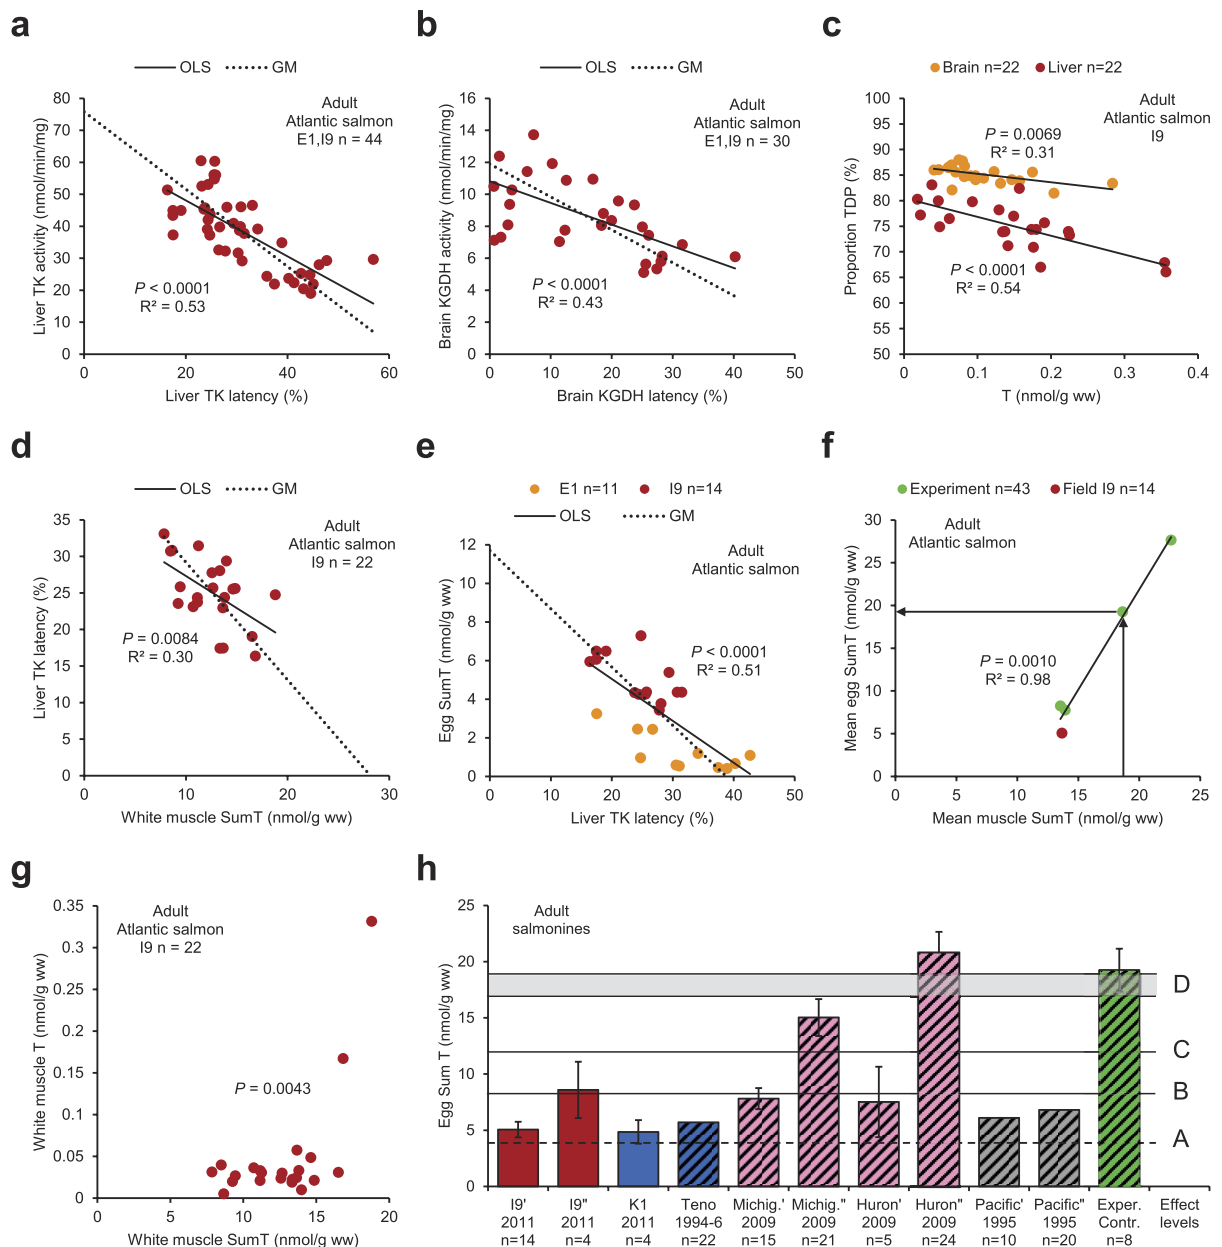 a
OLS GM
80
70
60
50
40
30
20
10
0
0 20 40 60
Liver TK activity (nmol/min/mg)
Liver TK latency (%)
Adult
Atlantic salmon
E1,I9 n = 44
P < 0.0001
R² = 0.53
b
OLS GM
16
14
12
10
8
6
4
2
0
0 10 20 30 40 50
Brain KGDH activity (nmol/min/mg)
Brain KGDH latency (%)
Adult
Atlantic salmon
E1,I9 n = 30
P < 0.0001
R² = 0.43
c
Brain n=22 Liver n=22
100
95
90
85
80
75
70
65
60
55
50
0 0.1 0.2 0.3 0.4
Proportion TDP (%)
T (nmol/g ww)
Adult
Atlantic salmon
I9
P = 0.0069
R² = 0.31
P < 0.0001
R² = 0.54
d
OLS GM
35
30
25
20
15
10
5
0
0 10 20 30
Liver TK latency (%)
White muscle SumT (nmol/g ww)
Adult
Atlantic salmon
I9 n = 22
P = 0.0084
R² = 0.30
e
E1 n=11 I9 n=14
OLS GM
12
10
8
6
4
2
0
0 10 20 30 40 50
Egg SumT (nmol/g ww)
Liver TK latency (%)
Adult
Atlantic salmon
P < 0.0001
R² = 0.51
f
Experiment n=43 Field I9 n=14
30
25
20
15
10
5
0
0 5 10 15 20 25
Mean egg SumT (nmol/g ww)
Mean muscle SumT (nmol/g ww)
Adult
Atlantic salmon
P = 0.0010
R² = 0.98
g
0.35
0.3
0.25
0.2
0.15
0.1
0.05
0
0 5 10 15 20
White muscle T (nmol/g ww)
White muscle SumT (nmol/g ww)
Adult
Atlantic salmon
I9 n = 22
P = 0.0043
h
25
20
15
10
5
0
Egg Sum T (nmol/g ww)
Adult
salmonines
D
C
B
A
I9' I9" K1 Teno Michig.' Michig." Huron' Huron" Pacific' Pacific" Exper. Effect
2011 2011 2011 1994-6 2009 2009 2009 2009 1995 1995 Contr. levels
n=14 n=4 n=4 n=22 n=15 n=21 n=5 n=24 n=10 n=20 n=8